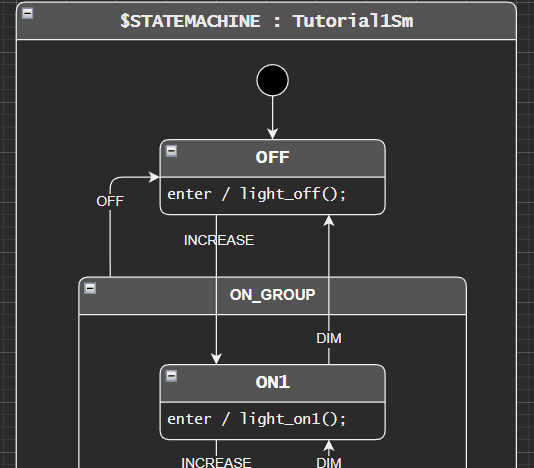 $STATEMACHINE : Tutorial1Sm
OFF
enter / light_off();
OFF
INCREASE
ON_GROUP
DIM
ON1
enter / light_on1();
INCREASE
DIM